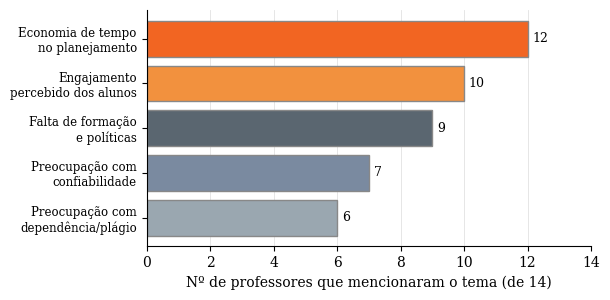 Economia de tempo
no planejamento
12
Engajamento
percebido dos alunos
10
Falta de formação
e políticas
9
Preocupação com
confiabilidade
7
Preocupação com
dependência/plágio
6
0 2 4 6 8 10 12 14
Nº de professores que mencionaram o tema (de 14)